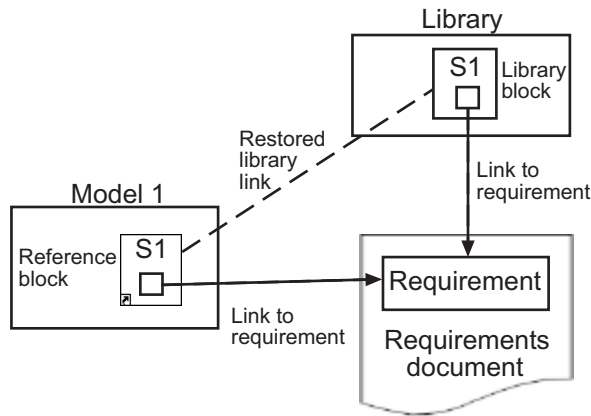 Library
S1
Library
block
Restored
library
link
Link to
requirement
Model 1
Reference
block
S1
Link to
requirement
Requirement
Requirements
document